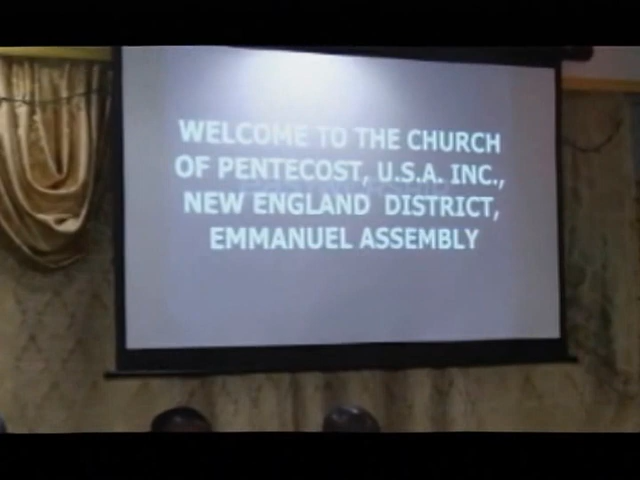 WELCOME TO THE CHURCH
OF PENTECOST, U.S.A. INC.,
NEW ENGLAND DISTRICT,
EMMANUEL ASSEMBLY